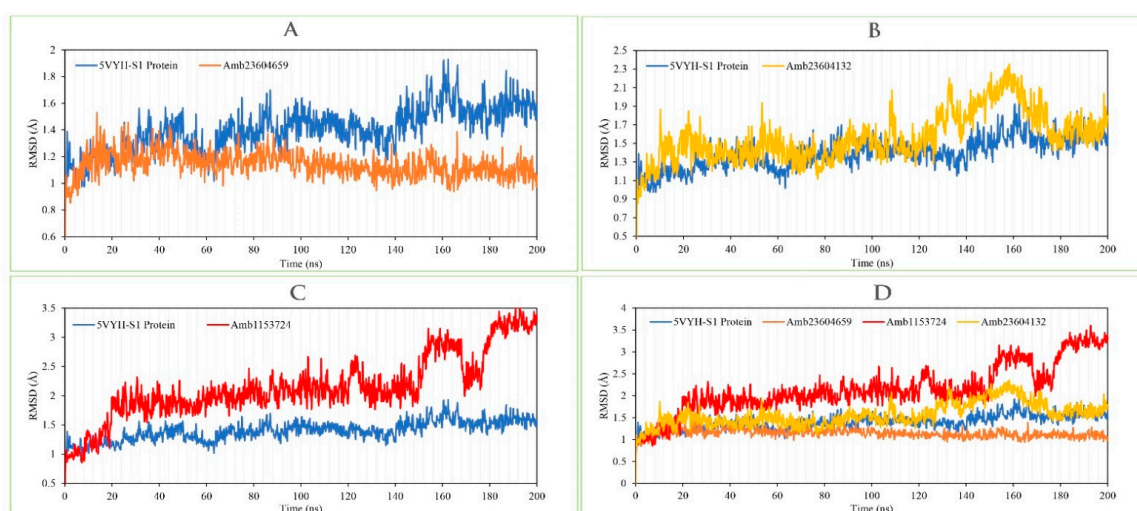 A
5VYH-S1 Protein Amb23604659
RMSD (Å)
2
1.8
1.6
1.4
1.2
1
0.8
0.6
0 20 40 60 80 100 120 140 160 180 200
Time (ns)
B
5VYH-S1 Protein Amb23604132
RMSD (Å)
2.5
2.3
2.1
1.9
1.7
1.5
1.3
1.1
0.9
0.7
0.5
0 20 40 60 80 100 120 140 160 180 200
Time (ns)
C
5VYH-S1 Protein Amb1153724
RMSD (Å)
3.5
3
2.5
2
1.5
1
0.5
0 20 40 60 80 100 120 140 160 180 200
Time (ns)
D
5VYH-S1 Protein Amb23604659 Amb1153724 Amb23604132
RMSD (Å)
4
3.5
3
2.5
2
1.5
1
0.5
0
0 20 40 60 80 100 120 140 160 180 200
Time (ns)